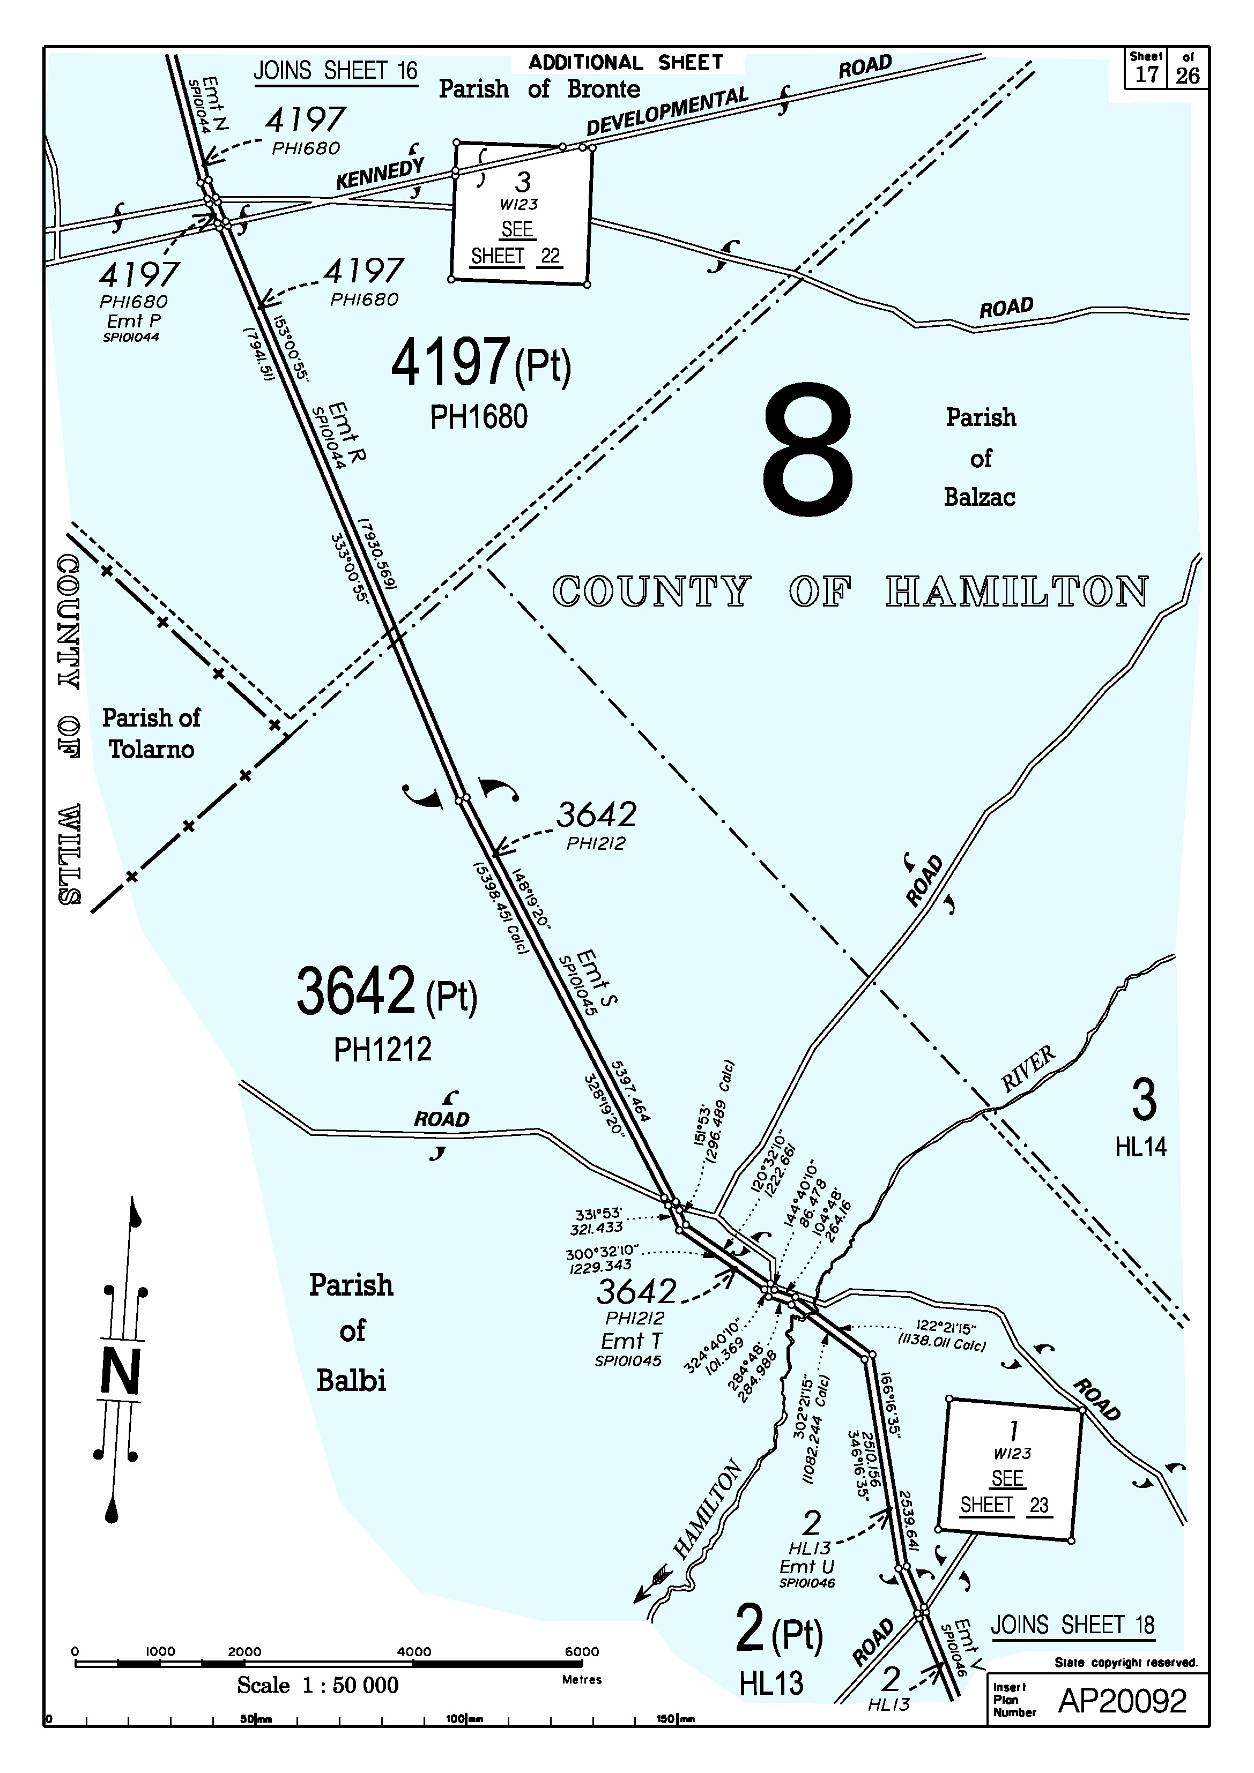 ADDITIONAL SHEET
Sheet of
17 26
JOINS SHEET 16
Parish of Bronte
ROAD
KENNEDY
DEVELOPMENTAL
Emt N
SP101044
4197
PH1680
3
W123
SEE
SHEET 22
4197
PH1680
Emt P
SP101044
4197
PH1680
ROAD
153°00'55"
(7941.51)
4197 (Pt)
PH1680
Emt R
SP101044
8
Parish
of
Balzac
(7930.569)
333°00'55"
COUNTY OF HAMILTON
COUNTY OF WILLS
Parish of
Tolarno
3642
PH1212
148°19'20"
(5398.451 Calc)
ROAD
Emt S
SP101045
3642 (Pt)
PH1212
5397.464
328°19'20"
RIVER
3
HL14
ROAD
151°53'
(296.489 Calc)
120°32'10"
1222.661
144°40'10"
86.478
104°48'
264.16
331°53'
321.433
300°32'10"
1229.343
3642
PH1212
Emt T
SP101045
324°40'10"
101.369
284°48'
284.988
302°21'15"
(1082.244 Calc)
122°21'15"
(1138.011 Calc)
Parish
of
Balbi
N
166°16'35"
2510.156
346°16'35"
2539.641
ROAD
1
W123
SEE
SHEET 23
HAMILTON
2
HL13
Emt U
SP101046
2 (Pt)
HL13
ROAD
Emt V
SP101046
2
HL13
JOINS SHEET 18
0 1000 2000 4000 6000
Metres
Scale 1 : 50 000
State copyright reserved.
Insert
Plan
Number
AP20092
0 50mm 100mm 150mm